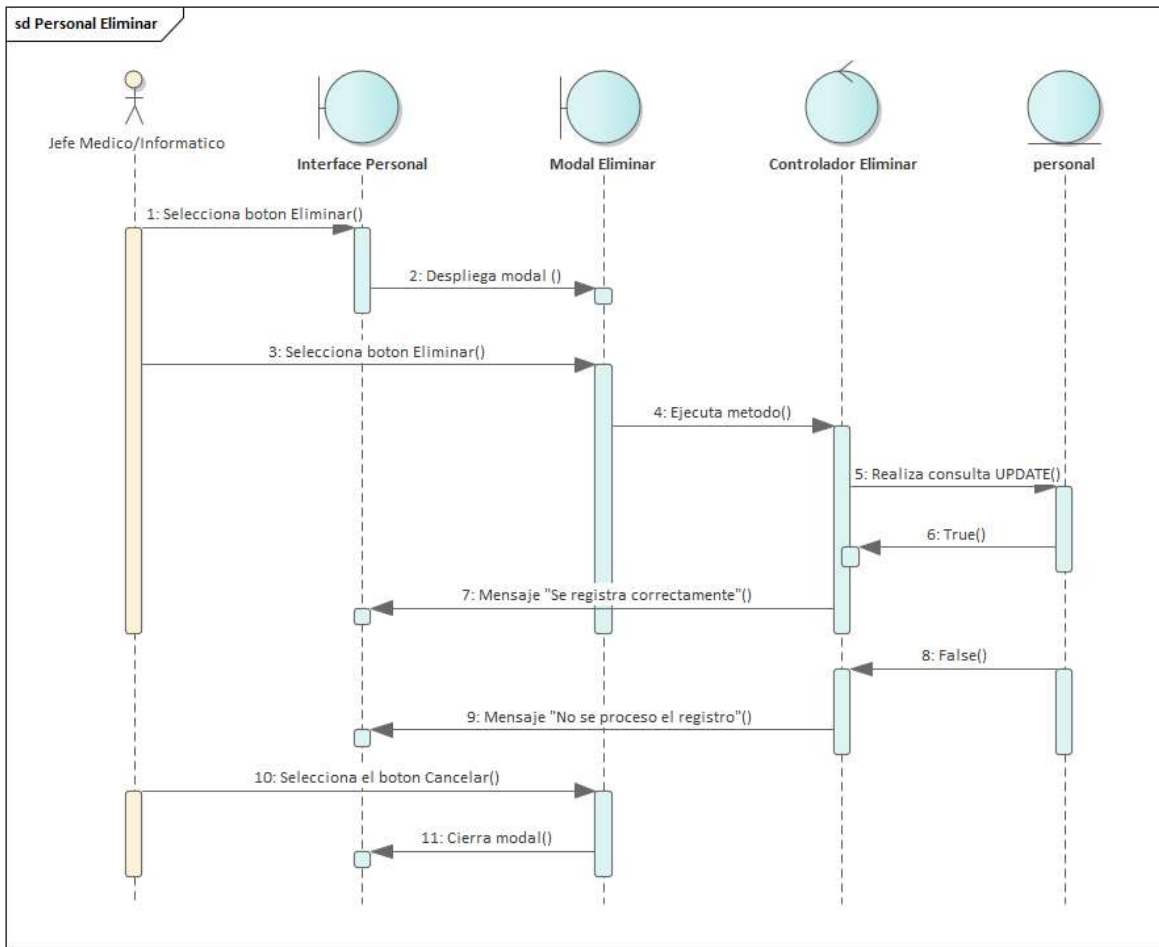 sd Personal Eliminar
Jefe Medico/Informatico
Interface Personal
Modal Eliminar
Controlador Eliminar
personal
1: Selecciona boton Eliminar()
2: Despliega modal ()
3: Selecciona boton Eliminar()
4: Ejecuta metodo()
5: Realiza consulta UPDATE()
6: True()
7: Mensaje "Se registra correctamente"()
8: False()
9: Mensaje "No se proceso el registro"()
10: Selecciona el boton Cancelar()
11: Cierra modal()